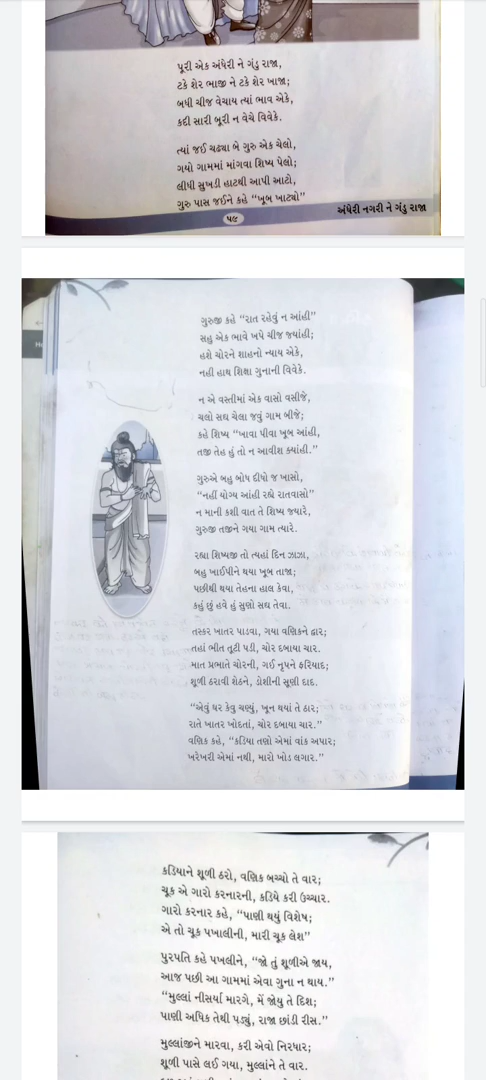 પૂરી એક અંધેરી ને ગંડુ રાજા,
ટકે શેર ભાજી ને ટકે શેર ખાજા;
બધી ચીજ વેચાય ત્યાં ભાવ એકે,
કદી સારી બૂરી ન વેચે વિવેકે.
ત્યાં જઈ ચઢ્યા બે ગુરુ એક ચેલો,
ગયો ગામમાં માંગવા શિષ્ય પેલો;
લીધી સુખડી હાટથી આપી આટો,
ગુરુ પાસ જઈને કહે “ખૂબ ખાટ્યો”
૫૯
અંધેરી નગરી ને ગંડુ રાજા
ગુરુજી કહે “રાત રહેવું ન આંહી”
સહુ એક ભાવે ખપે ચીજ જ્યાંહી;
હશે ચોરને શાહનો ન્યાય એકે,
નહી હાથ શિક્ષા ગુનાની વિવેકે.
ન એ વસ્તીમાં એક વાસો વસીજે,
ચલો સદ્ય ચેલા જવું ગામ બીજે;
કહે શિષ્ય “ખાવા પીવા ખૂબ આંહી,
તજી તેહ હું તો ન આવીશ ક્યાંહી.”
ગુરુએ બહુ બોધ દીધો જ ખાસો,
“નહીં યોગ્ય આંહી રહ્યે રાતવાસો”
ન માની કશી વાત તે શિષ્ય જયારે,
ગુરુજી તજીને ગયા ગામ ત્યારે.
રહ્યા શિષ્યજી તો ત્યહાં દિન ઝાઝા,
બહુ ખાઈપીને થયા ખૂબ તાજા;
પછીથી થયા તેહના હાલ કેવા,
કહું છું હવે હું સુણો સદ્ય તેવા.
તસ્કર ખાતર પાડવા, ગયા વણિકને દ્વાર;
તહાં ભીત તૂટી પડી, ચોર દબાયા ચાર.
માત પ્રભાતે ચોરની, ગઈ નૃપને ફરિયાદ;
શૂળી ઠરાવી શેઠને, ડોશીની સૂણી દાદ.
“એવું ઘર કેવુ ચણ્યું, ખૂન થયાં તે ઠાર;
રાતે ખાતર ખોદતાં, ચોર દબાયા ચાર.”
વણિક કહે, “કડિયા તણો એમાં વાંક અપાર;
ખરેખરી એમાં નથી, મારો ખોડ લગાર.”
કડિયાને શૂળી ઠરો, વણિક બચ્ચો તે વાર;
ચૂક એ ગારો કરનારની, કડિયે કરી ઉચ્ચાર.
ગારો કરનાર કહે, “પાણી થયું વિશેષ;
એ તો ચૂક પખાલીની, મારી ચૂક લેશ”
પુરપતિ કહે પખલીને, “જો તું શૂળીએ જાય,
આજ પછી આ ગામમાં એવા ગુના ન થાય.”
“મુલ્લાં નીસર્યા મારગે, મેં જોયુ તે દિશ;
પાણી અધિક તેથી પડ્યું, રાજા છાંડી રીસ.”
મુલ્લાંજીને મારવા, કરી એવો નિરધાર;
શૂળી પાસે લઈ ગયા, મુલ્લાંને તે વાર.